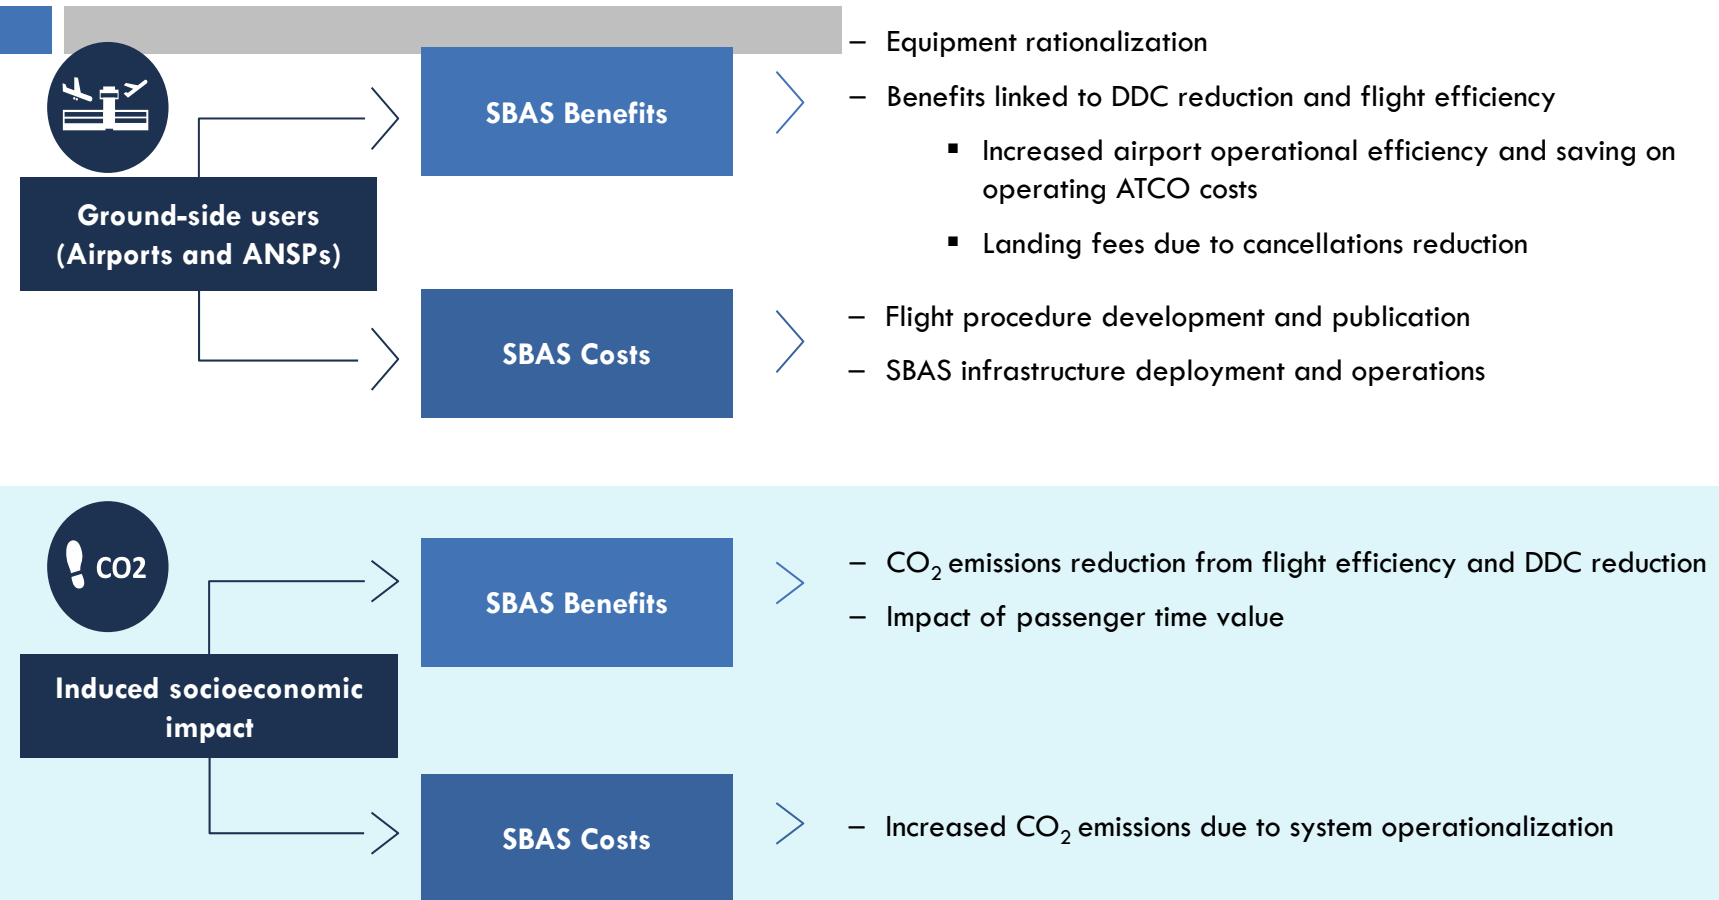 – Equipment rationalization
SBAS Benefits
– Benefits linked to DDC reduction and flight efficiency
▪ Increased airport operational efficiency and saving on
operating ATCO costs
▪ Landing fees due to cancellations reduction
Ground-side users
(Airports and ANSPs)
SBAS Costs
– Flight procedure development and publication
– SBAS infrastructure deployment and operations
CO2
SBAS Benefits
– CO₂ emissions reduction from flight efficiency and DDC reduction
– Impact of passenger time value
Induced socioeconomic
impact
SBAS Costs
– Increased CO₂ emissions due to system operationalization